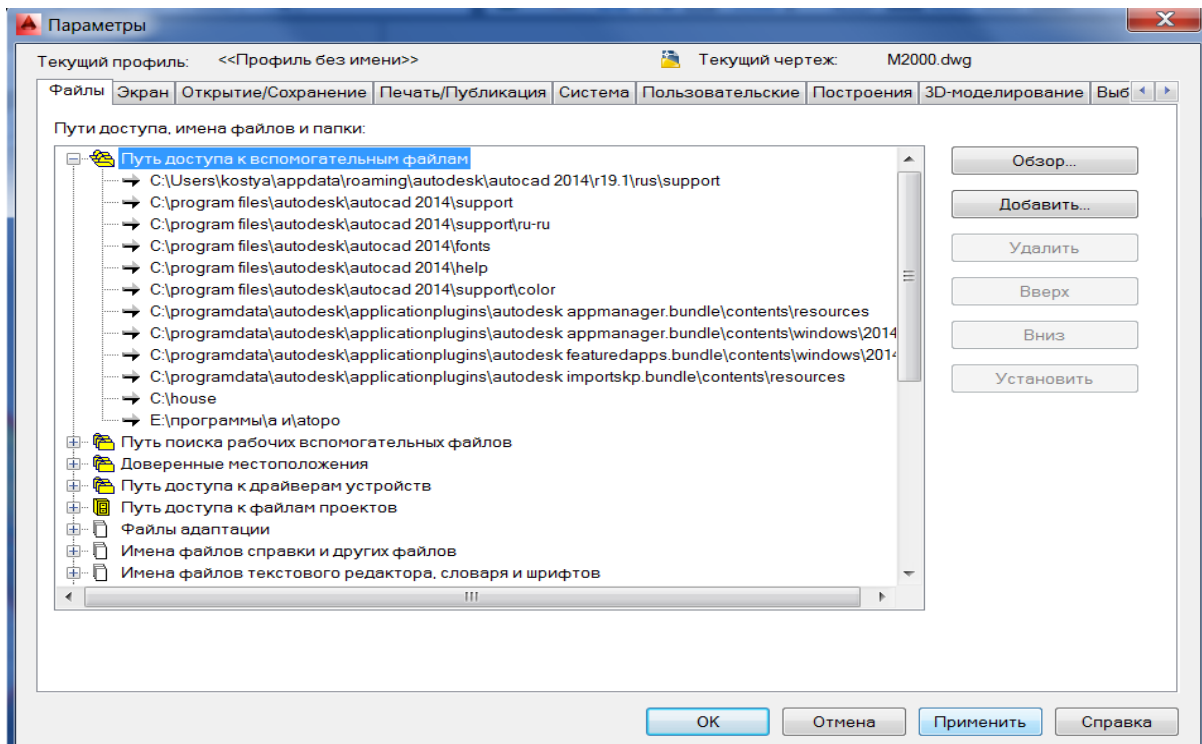 Параметры
Текущий профиль: <<Профиль без имени>> Текущий чертеж: M2000.dwg
Файлы Экран Открытие/Сохранение Печать/Публикация Система Пользовательские Построения 3D-моделирование Выб
Пути доступа, имена файлов и папки:
Путь доступа к вспомогательным файлам
C:\Users\kostya\appdata\roaming\autodesk\autocad 2014\r19.1\rus\support
C:\program files\autodesk\autocad 2014\support
C:\program files\autodesk\autocad 2014\support\ru-ru
C:\program files\autodesk\autocad 2014\fonts
C:\program files\autodesk\autocad 2014\help
C:\program files\autodesk\autocad 2014\support\color
C:\programdata\autodesk\applicationplugins\autodesk appmanager.bundle\contents\resources
C:\programdata\autodesk\applicationplugins\autodesk appmanager.bundle\contents\windows\2014
C:\programdata\autodesk\applicationplugins\autodesk featuredapps.bundle\contents\windows\2014
C:\programdata\autodesk\applicationplugins\autodesk importskp.bundle\contents\resources
C:\house
E:\программы\а и\atopo
Путь поиска рабочих вспомогательных файлов
Доверенные местоположения
Путь доступа к драйверам устройств
Путь доступа к файлам проектов
Файлы адаптации
Имена файлов справки и других файлов
Имена файлов текстового редактора, словаря и шрифтов
Обзор...
Добавить...
Удалить
Вверх
Вниз
Установить
OK Отмена Применить Справка